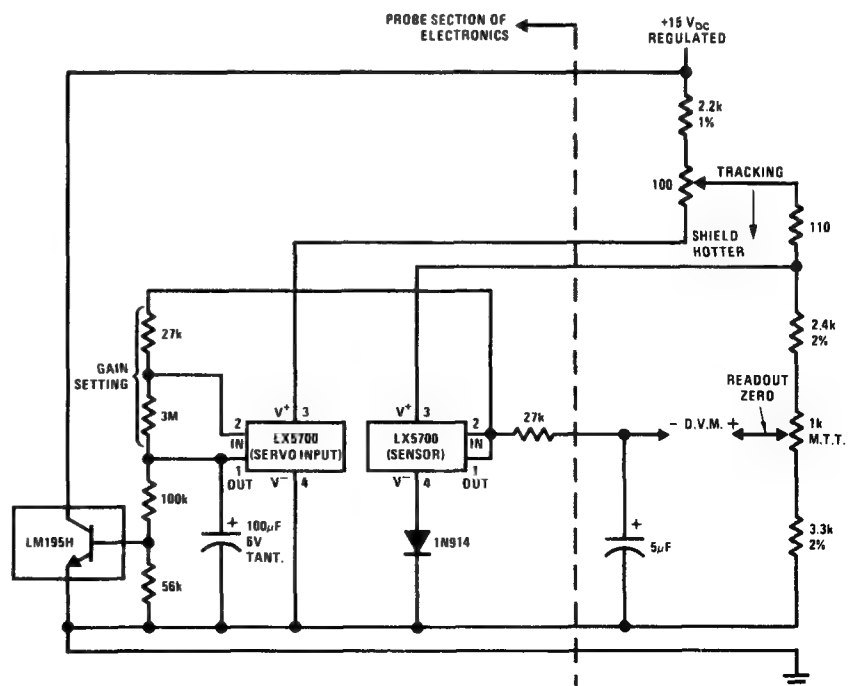 PROBE SECTION OF
ELECTRONICS
+15 VDC
REGULATED
2.2k
1%
100
TRACKING
SHIELD
HOTTER
110
27k
GAIN
SETTING
3M
2.4k
2%
READOUT
ZERO
V+ 3
2
IN
LX5700
(SERVO INPUT)
1
OUT
V− 4
V+ 3
LX5700
(SENSOR)
2
IN
1
OUT
V− 4
27k
− D.V.M. +
1k
M.T.T.
100k
+
100µF
6V
TANT.
LM195H
56k
1N914
+
5µF
3.3k
2%